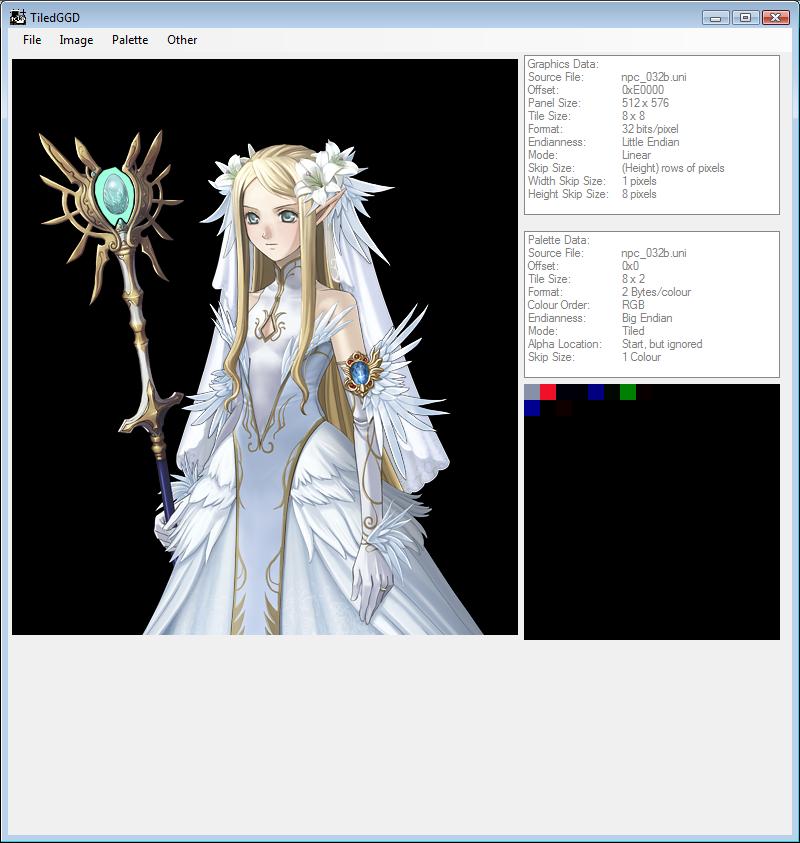 TiledGGD
File Image Palette Other
Graphics Data:
Source File: npc_032b.uni
Offset: 0xE0000
Panel Size: 512 x 576
Tile Size: 8 x 8
Format: 32 bits/pixel
Endianness: Little Endian
Mode: Linear
Skip Size: (Height) rows of pixels
Width Skip Size: 1 pixels
Height Skip Size: 8 pixels
Palette Data:
Source File: npc_032b.uni
Offset: 0x0
Tile Size: 8 x 2
Format: 2 Bytes/colour
Colour Order: RGB
Endianness: Big Endian
Mode: Tiled
Alpha Location: Start, but ignored
Skip Size: 1 Colour